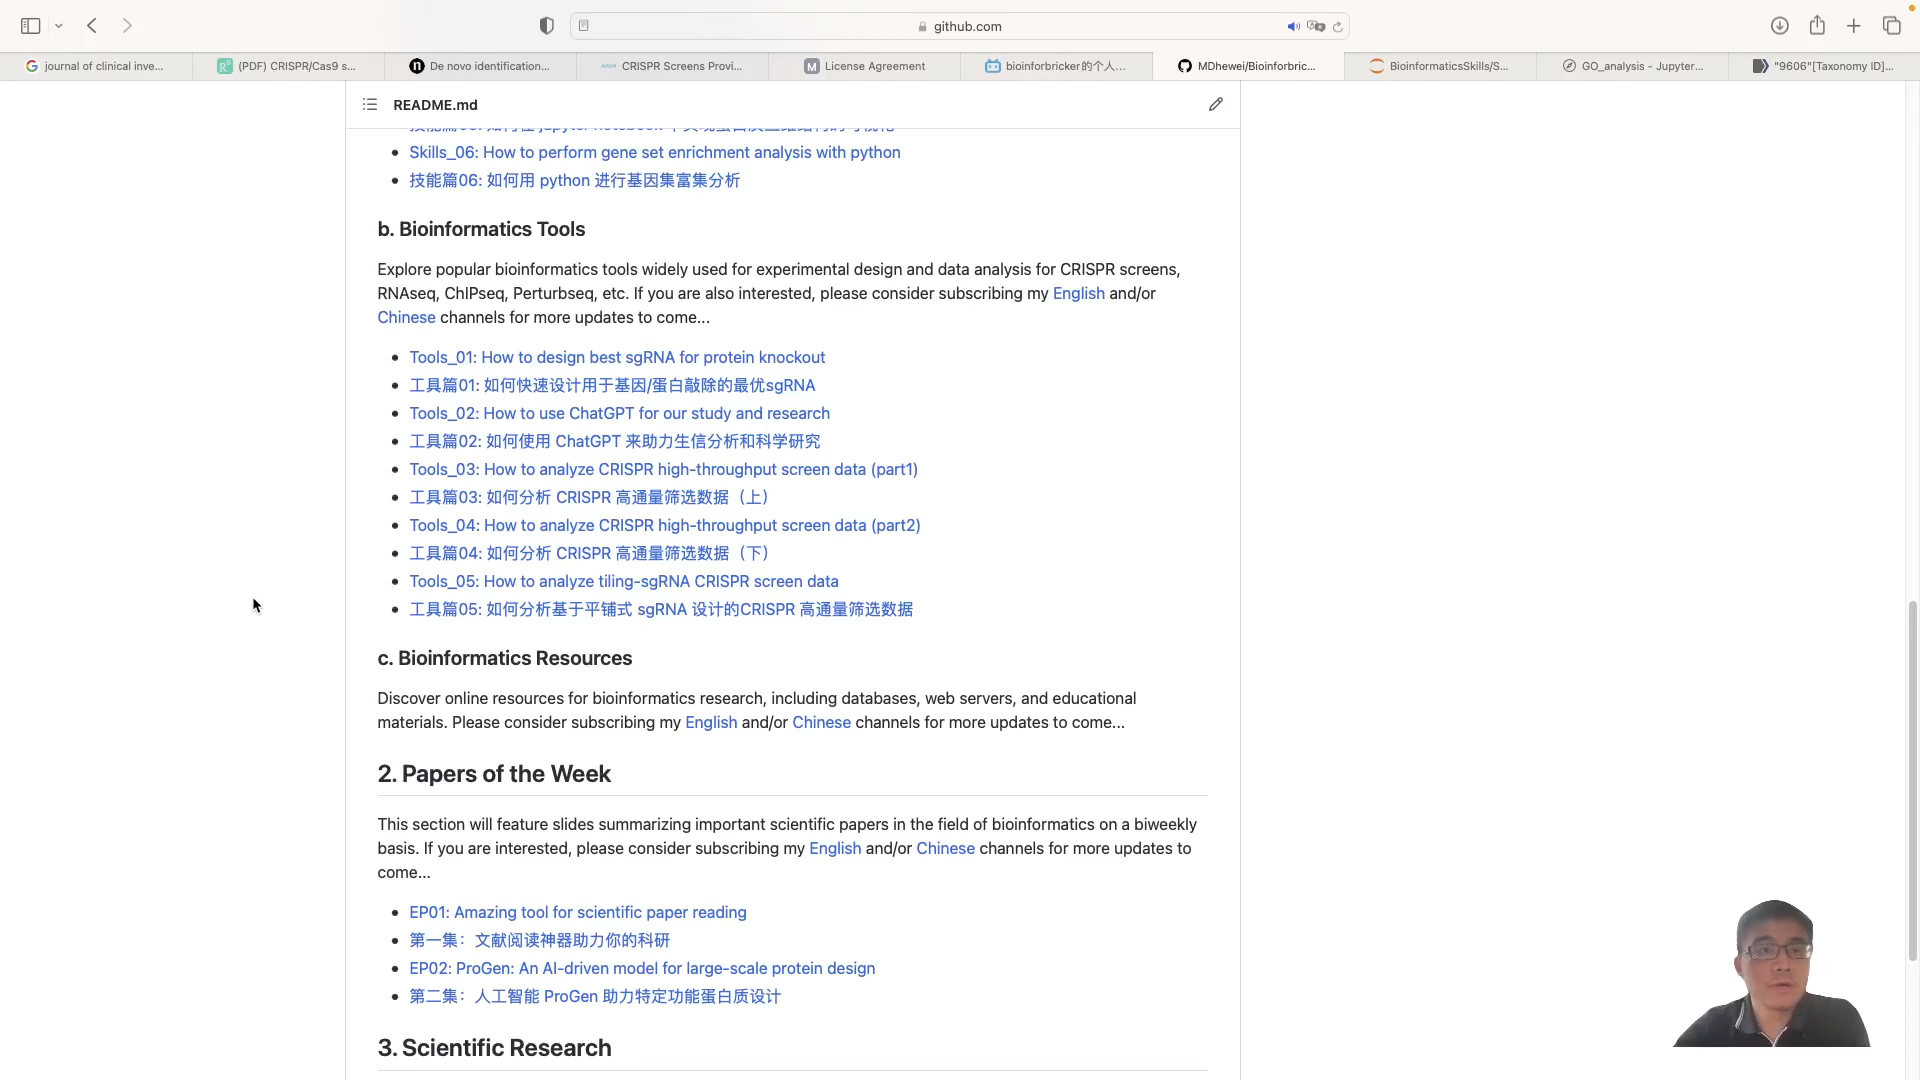 github.com
journal of clinical inve...
(PDF) CRISPR/Cas9 s...
De novo identification...
CRISPR Screens Provi...
License Agreement
bioinforbricker的个人...
MDhewei/Bioinforbric...
BioinformaticsSkills/S...
GO_analysis - Jupyter...
"9606"[Taxonomy ID]...
README.md
Skills_06: How to perform gene set enrichment analysis with python
技能篇06: 如何用 python 进行基因集富集分析
b. Bioinformatics Tools
Explore popular bioinformatics tools widely used for experimental design and data analysis for CRISPR screens,
RNAseq, ChIPseq, Perturbseq, etc. If you are also interested, please consider subscribing my English and/or
Chinese channels for more updates to come...
Tools_01: How to design best sgRNA for protein knockout
工具篇01: 如何快速设计用于基因/蛋白敲除的最优sgRNA
Tools_02: How to use ChatGPT for our study and research
工具篇02: 如何使用 ChatGPT 来助力生信分析和科学研究
Tools_03: How to analyze CRISPR high-throughput screen data (part1)
工具篇03: 如何分析 CRISPR 高通量筛选数据（上）
Tools_04: How to analyze CRISPR high-throughput screen data (part2)
工具篇04: 如何分析 CRISPR 高通量筛选数据（下）
Tools_05: How to analyze tiling-sgRNA CRISPR screen data
工具篇05: 如何分析基于平铺式 sgRNA 设计的CRISPR 高通量筛选数据
c. Bioinformatics Resources
Discover online resources for bioinformatics research, including databases, web servers, and educational
materials. Please consider subscribing my English and/or Chinese channels for more updates to come...
2. Papers of the Week
This section will feature slides summarizing important scientific papers in the field of bioinformatics on a biweekly
basis. If you are interested, please consider subscribing my English and/or Chinese channels for more updates to
come...
EP01: Amazing tool for scientific paper reading
第一集：文献阅读神器助力你的科研
EP02: ProGen: An AI-driven model for large-scale protein design
第二集：人工智能 ProGen 助力特定功能蛋白质设计
3. Scientific Research